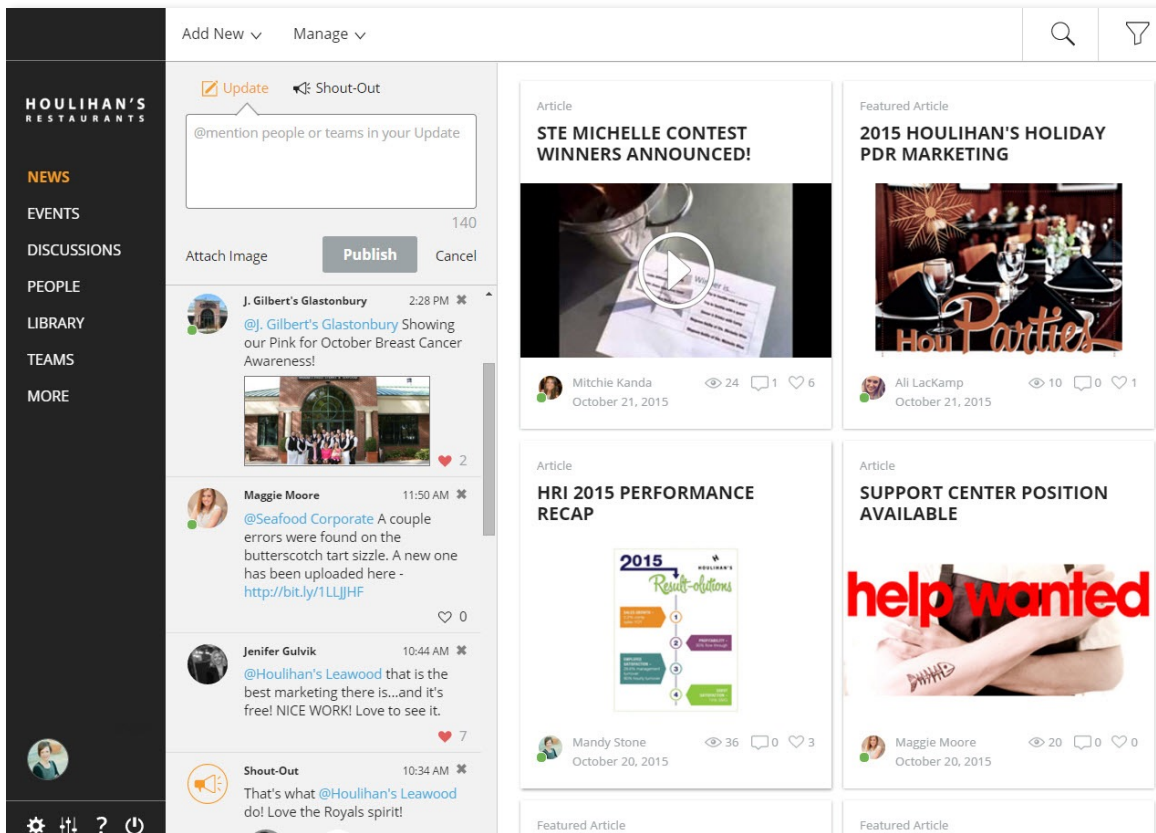 Add New
Manage
HOULIHAN'S
RESTAURANTS
NEWS
EVENTS
DISCUSSIONS
PEOPLE
LIBRARY
TEAMS
MORE
?
Update
Shout-Out
@mention people or teams in your Update
140
Attach Image
Publish
Cancel
J. Gilbert's Glastonbury 2:28 PM
@J. Gilbert's Glastonbury Showing
our Pink for October Breast Cancer
Awareness!
2
Maggie Moore 11:50 AM
@Seafood Corporate A couple
errors were found on the
butterscotch tart sizzle. A new one
has been uploaded here -
http://bit.ly/1LLJJHF
0
Jenifer Gulvik 10:44 AM
@Houlihan's Leawood that is the
best marketing there is...and it's
free! NICE WORK! Love to see it.
7
Shout-Out 10:34 AM
That's what @Houlihan's Leawood
do! Love the Royals spirit!
Article
STE MICHELLE CONTEST
WINNERS ANNOUNCED!
Winner is...
Mitchie Kanda 24 1 6
October 21, 2015
Featured Article
2015 HOULIHAN'S HOLIDAY
PDR MARKETING
Hou Parties
Ali LacKamp 10 0 1
October 21, 2015
Article
HRI 2015 PERFORMANCE
RECAP
2015
HOULIHAN'S
Result-olutions
1
2
3
4
Mandy Stone 36 0 3
October 20, 2015
Article
SUPPORT CENTER POSITION
AVAILABLE
help wanted
Maggie Moore 20 0 0
October 20, 2015
Featured Article
Featured Article